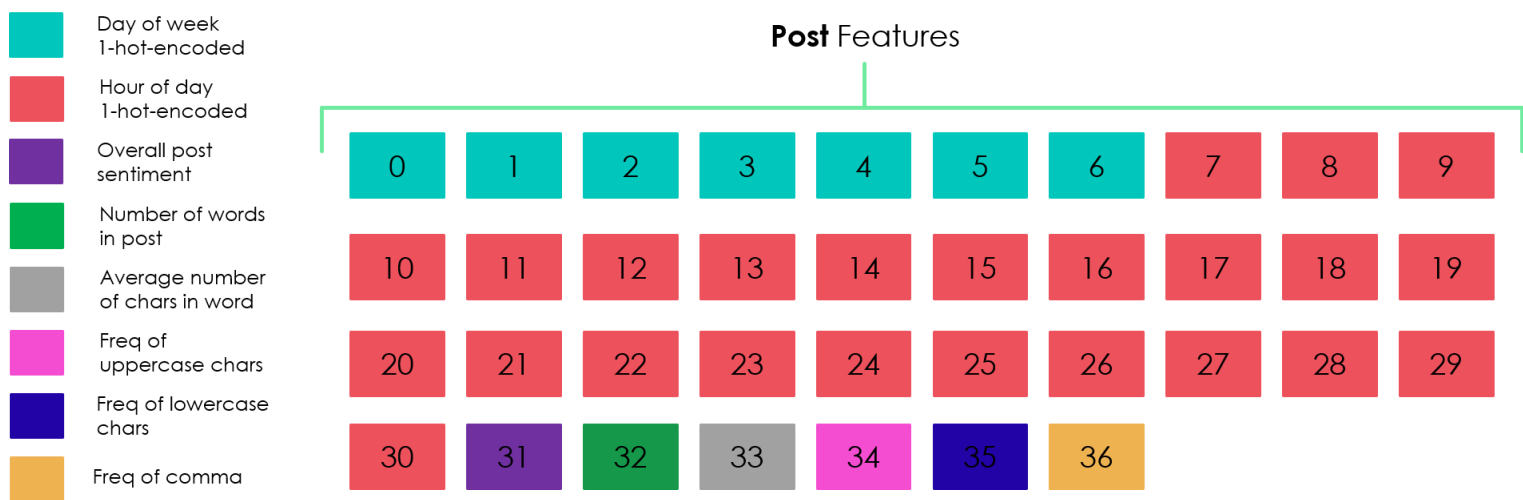 Day of week
1-hot-encoded
Hour of day
1-hot-encoded
Overall post
sentiment
Number of words
in post
Average number
of chars in word
Freq of
uppercase chars
Freq of lowercase
chars
Freq of comma
Post Features
0 1 2 3 4 5 6 7 8 9
10 11 12 13 14 15 16 17 18 19
20 21 22 23 24 25 26 27 28 29
30 31 32 33 34 35 36